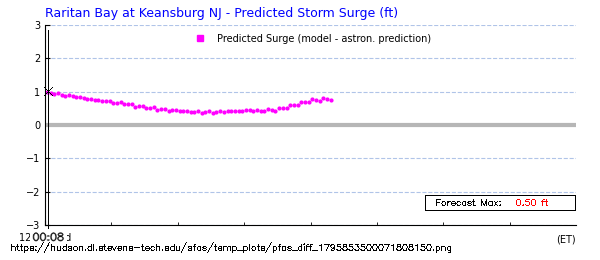 Raritan Bay at Keansburg NJ - Predicted Storm Surge (ft)
3
Predicted Surge (model - astron. prediction)
2
1
0
−1
−2
Forecast Max: 0.50 ft
−3
(ET)
https://hudson.dl.stevens-tech.edu/sfas/temp_plots/pfas_diff_1795853500071808150.png